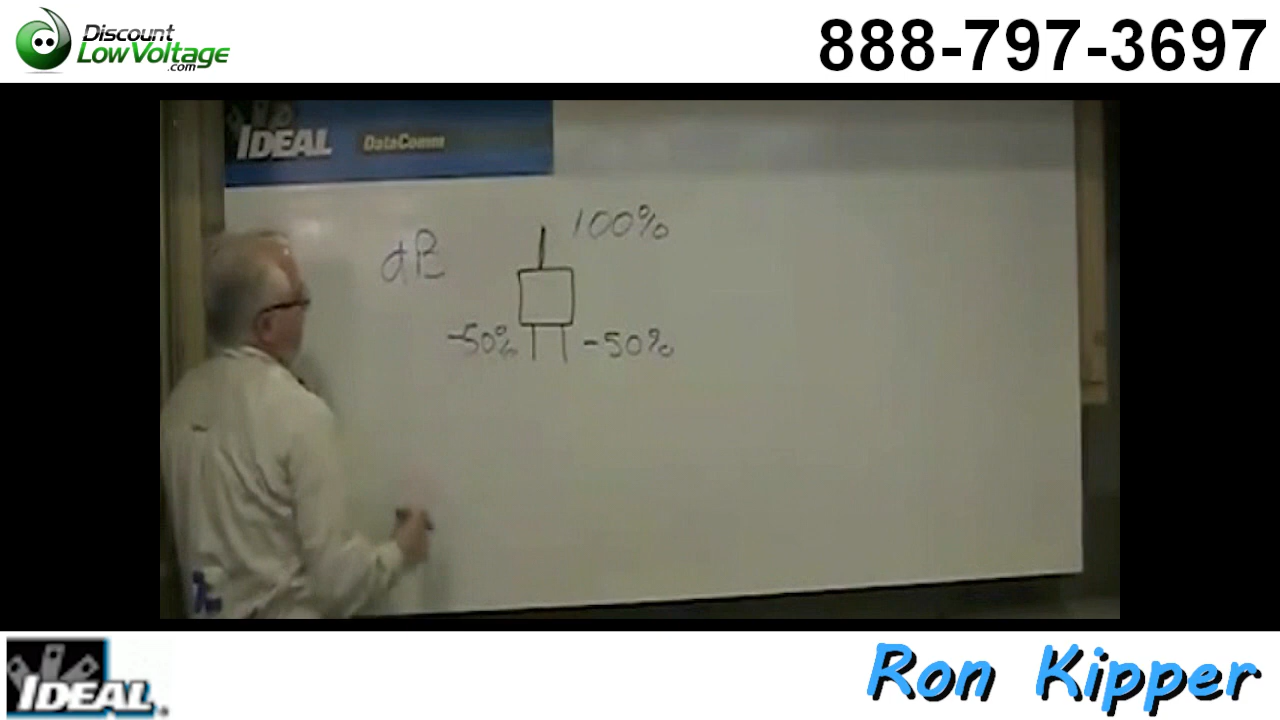 Discount
LowVoltage
.com
888-797-3697
IDEAL
DataComm
dB
100%
-50%
-50%
IDEAL®
Ron Kipper